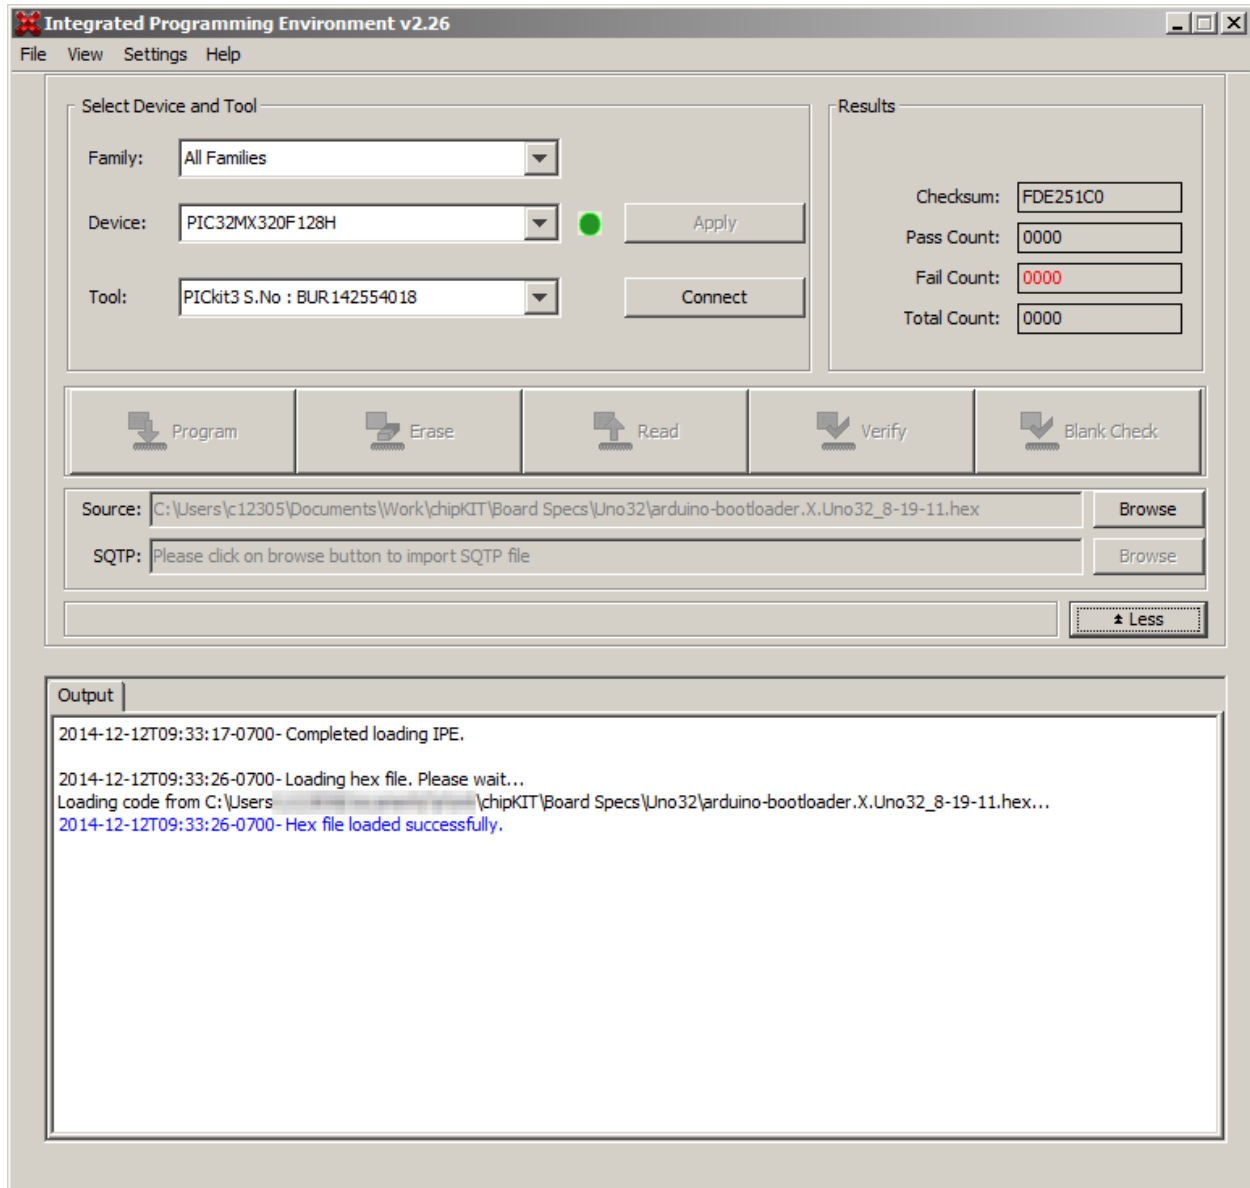 Integrated Programming Environment v2.26
File View Settings Help
Select Device and Tool
Family: All Families
Device: PIC32MX320F128H Apply
Tool: PICkit3 S.No : BUR142554018 Connect
Results
Checksum: FDE251C0
Pass Count: 0000
Fail Count: 0000
Total Count: 0000
Program Erase Read Verify Blank Check
Source: C:\Users\c12305\Documents\Work\chipKIT\Board Specs\Uno32\arduino-bootloader.X.Uno32_8-19-11.hex Browse
SQTP: Please click on browse button to import SQTP file Browse
Less
Output
2014-12-12T09:33:17-0700- Completed loading IPE.
2014-12-12T09:33:26-0700- Loading hex file. Please wait...
Loading code from C:\Users \chipKIT\Board Specs\Uno32\arduino-bootloader.X.Uno32_8-19-11.hex...
2014-12-12T09:33:26-0700- Hex file loaded successfully.